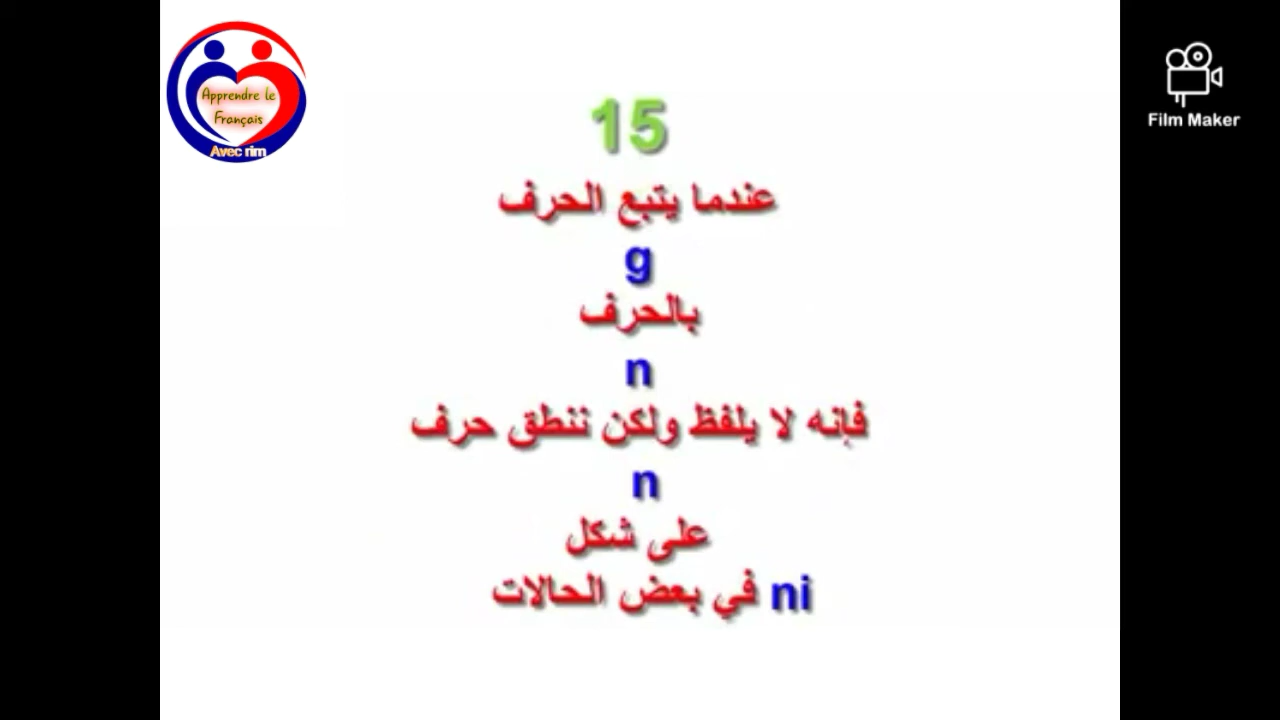 Apprendre le
Français
Avec rim
Film Maker
15
عندما يتبع الحرف
g
بالحرف
n
فإنه لا يلفظ ولكن ننطق حرف
n
على شكل
ni في بعض الحالات